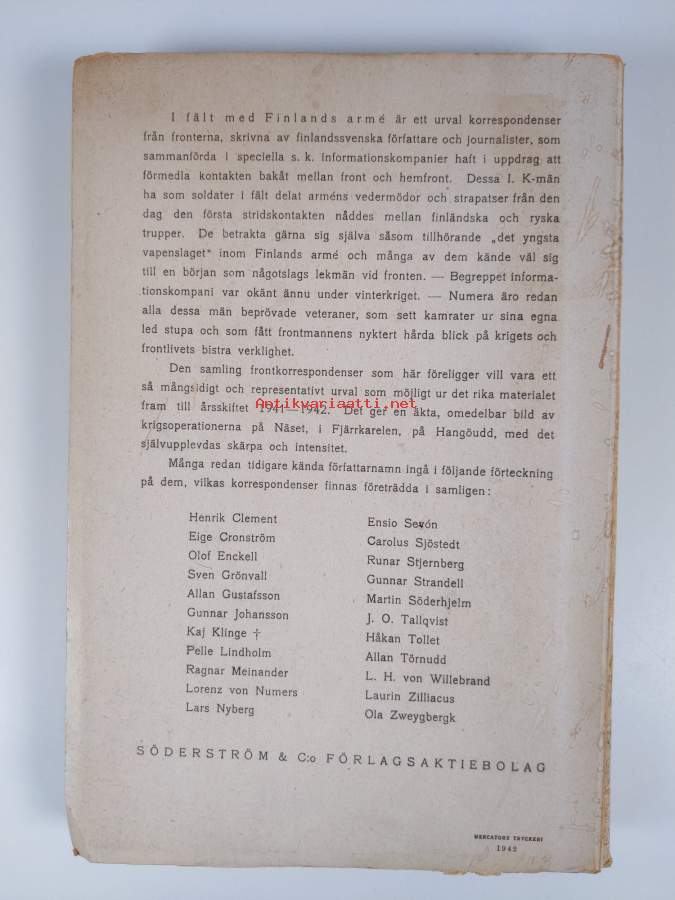 I fält med Finlands armé är ett urval korrespondenser
från fronterna, skrivna av finlandssvenska författare och journalister, som
sammanförda i speciella s. k. informationskompanier haft i uppdrag att
förmedla kontakten bakåt mellan front och hemfront. Dessa I. K-män
ha som soldater i fält delat arméns vedermödor och strapatser från den
dag den första stridskontakten nåddes mellan finländska och ryska
trupper. De betrakta gärna sig själva såsom tillhörande „det yngsta
vapenslaget" inom Finlands armé och många av dem kände väl sig
till en början som någotslags lekmän vid fronten. — Begreppet informa-
tionskompani var okänt ännu under vinterkriget. — Numera äro redan
alla dessa män beprövade veteraner, som sett kamrater ur sina egna
led stupa och som fått frontmannens nyktert hårda blick på krigets och
frontlivets bistra verklighet.
Den samling frontkorrespondenser som här föreligger vill vara ett
så mångsidigt och representativt urval som möjligt ur det rika materialet
Antikvariaatti.net
fram till årsskiftet 1941—1942. Det ger en äkta, omedelbar bild av
krigsoperationerna på Näset, i Fjärrkarelen, på Hangöudd, med det
självupplevdas skärpa och intensitet.
Många redan tidigare kända författarnamn ingå i följande förteckning
på dem, vilkas korrespondenser finnas företrädda i samligen:
Henrik Clement
Eige Cronström
Olof Enckell
Sven Grönvall
Allan Gustafsson
Gunnar Johansson
Kaj Klinge †
Pelle Lindholm
Ragnar Meinander
Lorenz von Numers
Lars Nyberg
Ensio Sevón
Carolus Sjöstedt
Runar Stjernberg
Gunnar Strandell
Martin Söderhjelm
J. O. Tallqvist
Håkan Tollet
Allan Törnudd
L. H. von Willebrand
Laurin Zilliacus
Ola Zweygbergk
SÖDERSTRÖM & C:o FÖRLAGSAKTIEBOLAG
MERCATORS TRYCKERI
1942